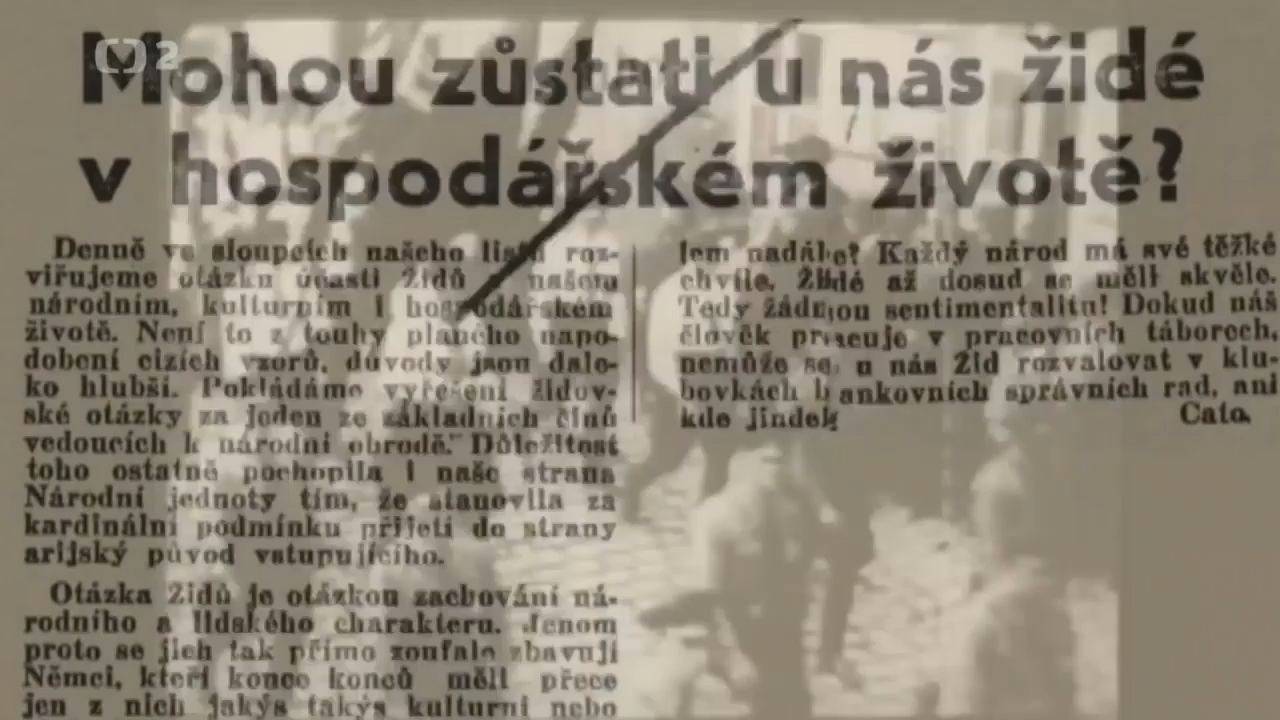 Mohou zůstati u nás židé
v hospodářském životě?
Denně ve sloupcích našeho listu roz-
viřujeme otázku účasti Židů v našem
národním, kulturním i hospodářském
životě. Není to z touhy planého napo-
dobení cizích vzorů, důvody jsou dale-
ko hlubší. Pokládáme vyřešení židov-
ské otázky za jeden ze základních činů
vedoucích k národní obrodě. Důležitost
toho ostatně pochopila i naše strana
Národní jednoty tím, že stanovila za
kardinální podmínku přijetí do strany
arijský původ vstupujícího.
Otázka Židů je otázkou zachování ná-
rodního a lidského charakteru. Jenom
proto se jich tak přímo zoufale zbavují
Němci, kteří konec konců měli přece
jen z nich jakýs takýs kulturní nebo
lem nadáhe? Každý národ má své těžké
chvíle. Židé až dosud se měli skvěle.
Tedy žádnou sentimentalitu! Dokud náš
člověk pracuje v pracovních táborech,
nemůže se u nás Žid rozvalovat v klu-
bovkách bankovních správních rad, ani
kde jinde.
Cato.
2